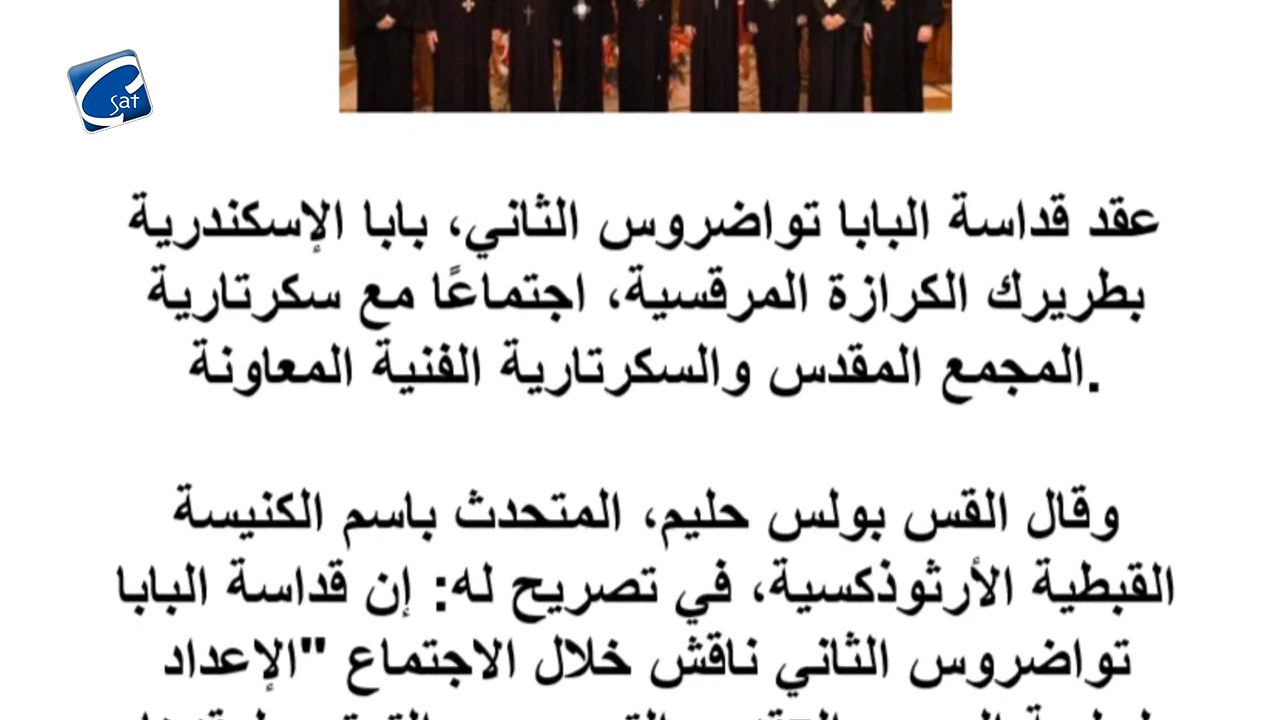 Sat
عقد قداسة البابا تواضروس الثاني، بابا الإسكندرية
بطريرك الكرازة المرقسية، اجتماعًا مع سكرتارية
المجمع المقدس والسكرتارية الفنية المعاونة.
وقال القس بولس حليم، المتحدث باسم الكنيسة
القبطية الأرثوذكسية، في تصريح له: إن قداسة البابا
تواضروس الثاني ناقش خلال الاجتماع "الإعداد